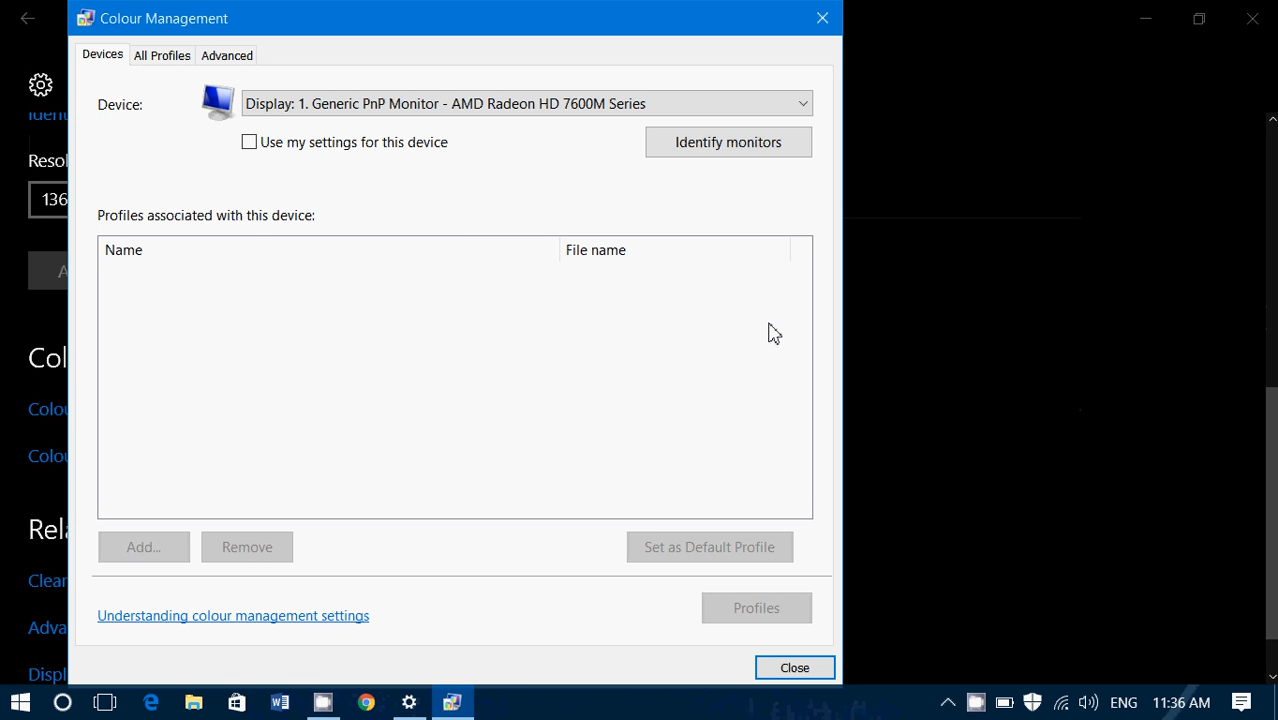 Colour Management
Devices
All Profiles
Advanced
Device:
Display: 1. Generic PnP Monitor - AMD Radeon HD 7600M Series
Use my settings for this device
Identify monitors
Resol
136
Profiles associated with this device:
Name
File name
A
Col
Colou
Colou
Rela
Add...
Remove
Set as Default Profile
Clear
Understanding colour management settings
Profiles
Adva
Displ
Close
ENG
11:36 AM